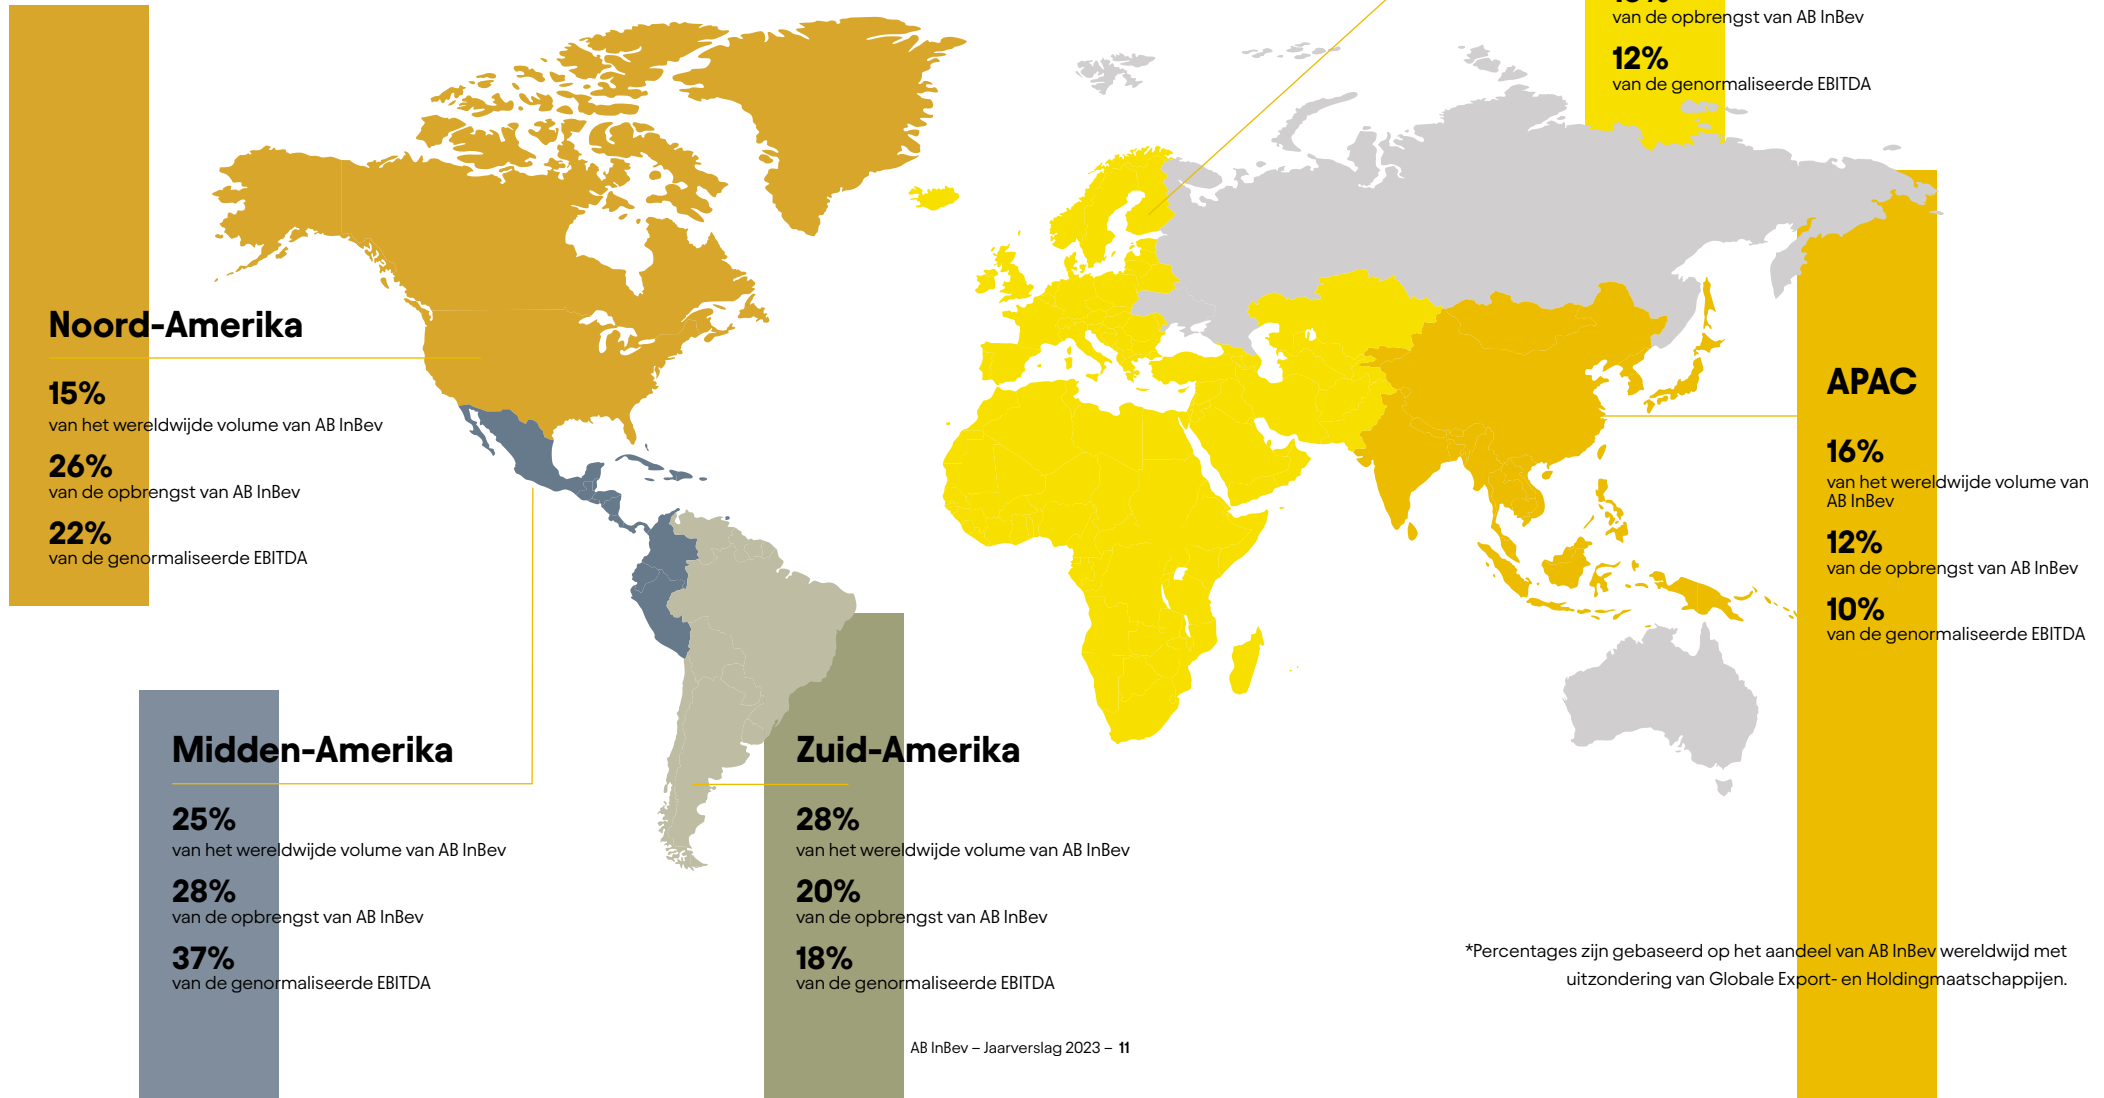 van de opbrengst van AB InBev
12%
van de genormaliseerde EBITDA
Noord-Amerika
15%
van het wereldwijde volume van AB InBev
26%
van de opbrengst van AB InBev
22%
van de genormaliseerde EBITDA
APAC
16%
van het wereldwijde volume van
AB InBev
12%
van de opbrengst van AB InBev
10%
van de genormaliseerde EBITDA
Midden-Amerika
25%
van het wereldwijde volume van AB InBev
28%
van de opbrengst van AB InBev
37%
van de genormaliseerde EBITDA
Zuid-Amerika
28%
van het wereldwijde volume van AB InBev
20%
van de opbrengst van AB InBev
18%
van de genormaliseerde EBITDA
*Percentages zijn gebaseerd op het aandeel van AB InBev wereldwijd met
uitzondering van Globale Export- en Holdingmaatschappijen.
AB InBev – Jaarverslag 2023 – 11